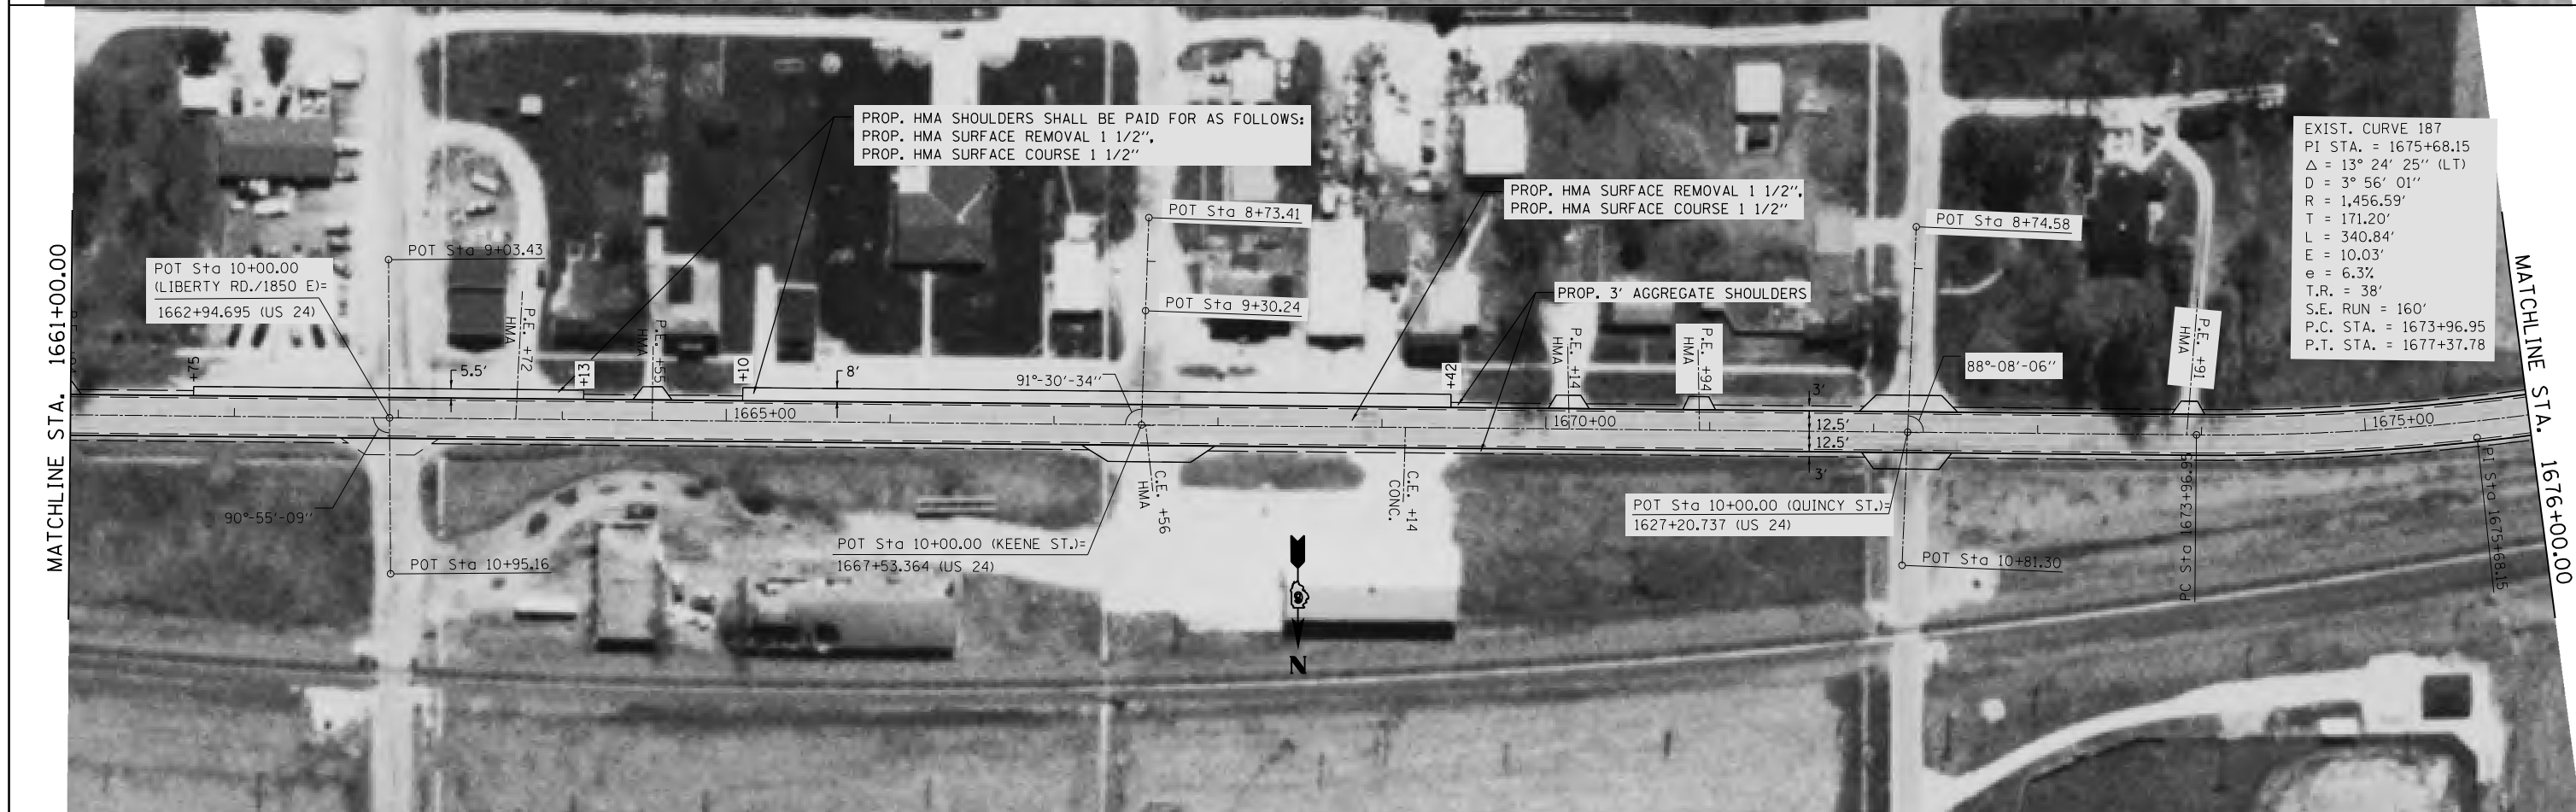 MATCHLINE STA. 1661+00.00
+75
POT Sta 10+00.00
(LIBERTY RD./1850 E)=
1662+94.695 (US 24)
POT Sta 9+03.43
90°-55'-09"
POT Sta 10+95.16
5.5'
P.E. +72
HMA
+13
P.E. +55
HMA
+10
1665+00
8'
PROP. HMA SHOULDERS SHALL BE PAID FOR AS FOLLOWS:
PROP. HMA SURFACE REMOVAL 1 1/2",
PROP. HMA SURFACE COURSE 1 1/2"
91°-30'-34"
POT Sta 8+73.41
POT Sta 9+30.24
POT Sta 10+00.00 (KEENE ST.)=
1667+53.364 (US 24)
C.E. +56
HMA
N
C.E. +14
CONC.
+42
PROP. HMA SURFACE REMOVAL 1 1/2",
PROP. HMA SURFACE COURSE 1 1/2"
PROP. 3' AGGREGATE SHOULDERS
P.E. +14
HMA
1670+00
P.E. +94
HMA
3'
12.5'
12.5'
3'
POT Sta 8+74.58
88°-08'-06"
POT Sta 10+00.00 (QUINCY ST.)=
1627+20.737 (US 24)
POT Sta 10+81.30
P.E. +91
HMA
PC Sta 1673+96.95
1675+00
PI Sta 1675+68.15
EXIST. CURVE 187
PI STA. = 1675+68.15
Δ = 13° 24' 25" (LT)
D = 3° 56' 01"
R = 1,456.59'
T = 171.20'
L = 340.84'
E = 10.03'
e = 6.3%
T.R. = 38'
S.E. RUN = 160'
P.C. STA. = 1673+96.95
P.T. STA. = 1677+37.78
MATCHLINE STA. 1676+00.00